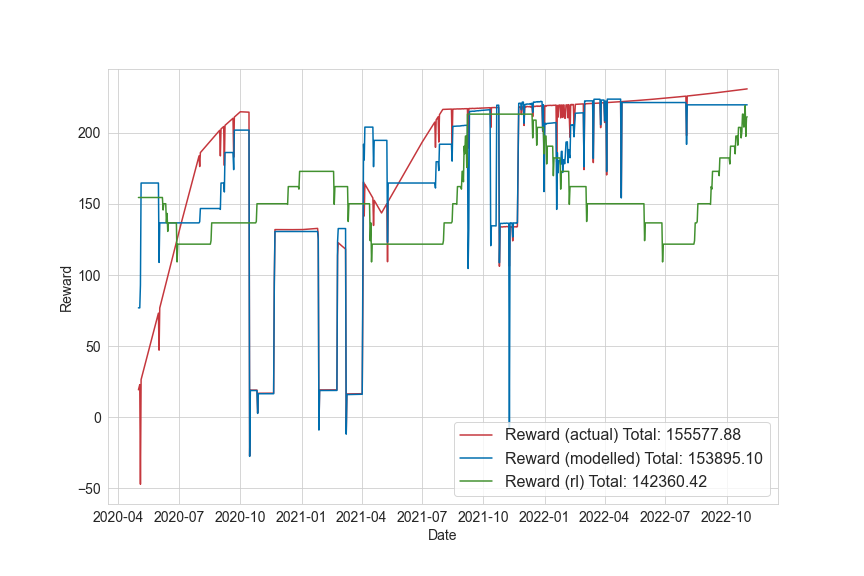 200
150
100
50
0
−50
Reward
2020-04 2020-07 2020-10 2021-01 2021-04 2021-07 2021-10 2022-01 2022-04 2022-07 2022-10
Date
Reward (actual) Total: 155577.88
Reward (modelled) Total: 153895.10
Reward (rl) Total: 142360.42